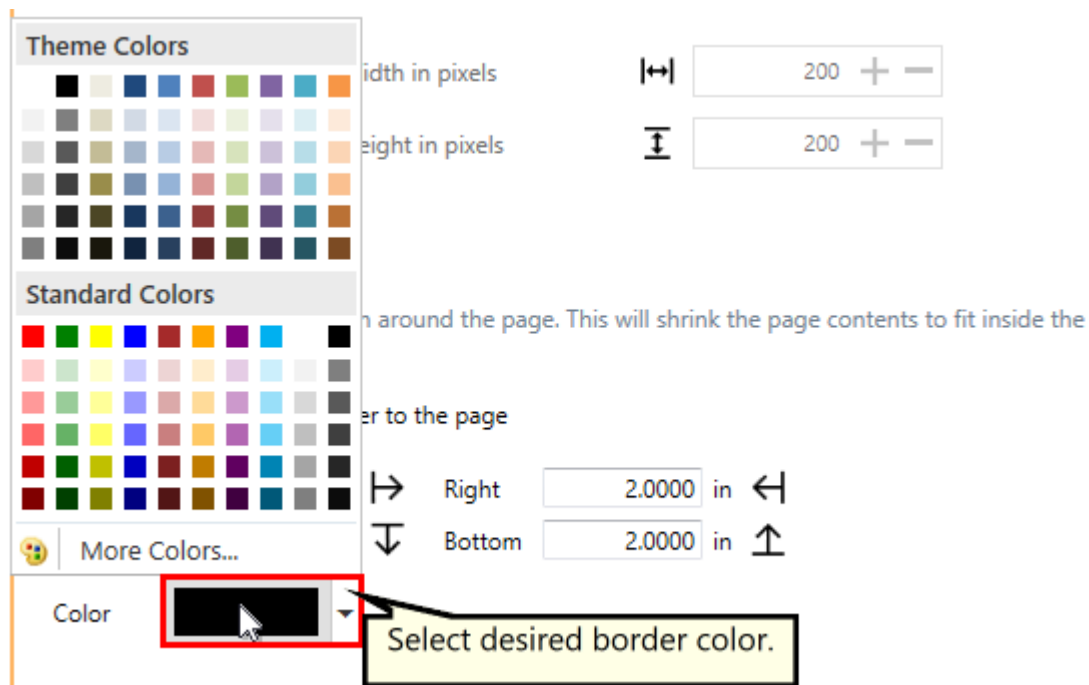 Theme Colors
idth in pixels 200
eight in pixels 200
Standard Colors
n around the page. This will shrink the page contents to fit inside the
er to the page
Right 2.0000 in
Bottom 2.0000 in
More Colors...
Color
Select desired border color.